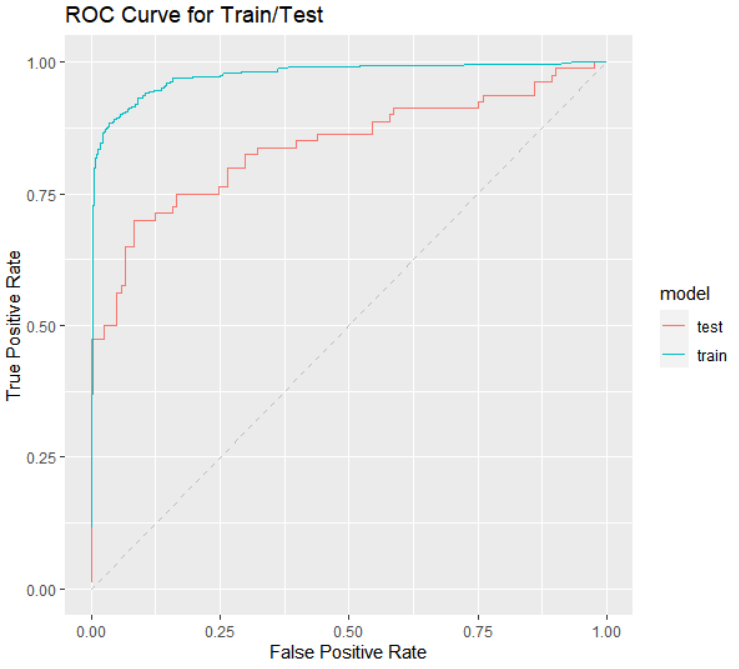 ROC Curve for Train/Test
1.00
0.75
0.50
0.25
0.00
True Positive Rate
0.00 0.25 0.50 0.75 1.00
False Positive Rate
model
test
train